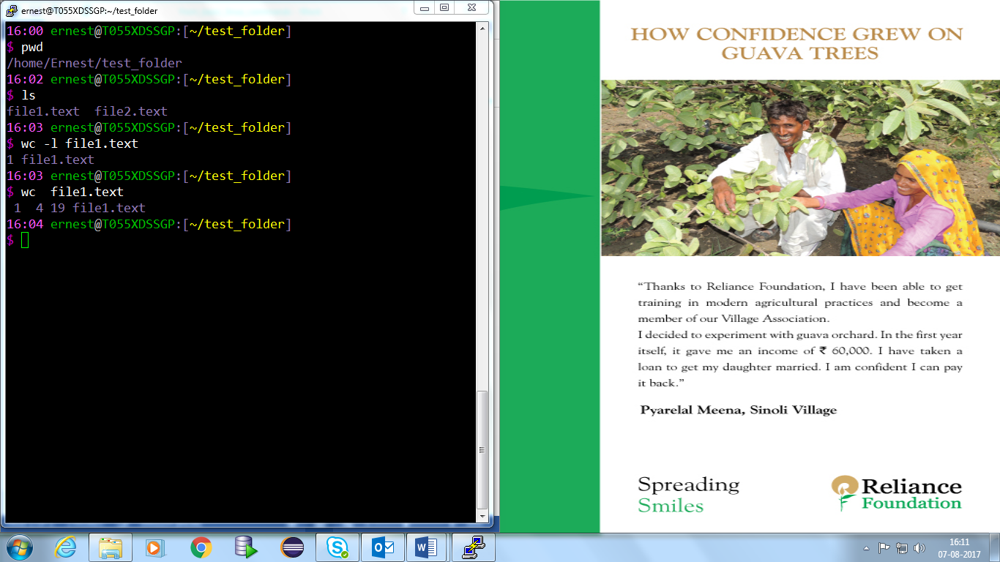 ernest@T055XDSSGP:~/test_folder
16:00 ernest@T055XDSSGP:[~/test_folder]
$ pwd
/home/Ernest/test_folder
16:02 ernest@T055XDSSGP:[~/test_folder]
$ ls
file1.text  file2.text
16:03 ernest@T055XDSSGP:[~/test_folder]
$ wc -l file1.text
1 file1.text
16:03 ernest@T055XDSSGP:[~/test_folder]
$ wc  file1.text
 1  4 19 file1.text
16:04 ernest@T055XDSSGP:[~/test_folder]
$
HOW CONFIDENCE GREW ON
GUAVA TREES
“Thanks to Reliance Foundation, I have been able to get
training in modern agricultural practices and become a
member of our Village Association.
I decided to experiment with guava orchard. In the first year
itself, it gave me an income of ₹ 60,000. I have taken a
loan to get my daughter married. I am confident I can pay
it back.”
Pyarelal Meena, Sinoli Village
Spreading
Smiles
Reliance
Foundation
16:11
07-08-2017